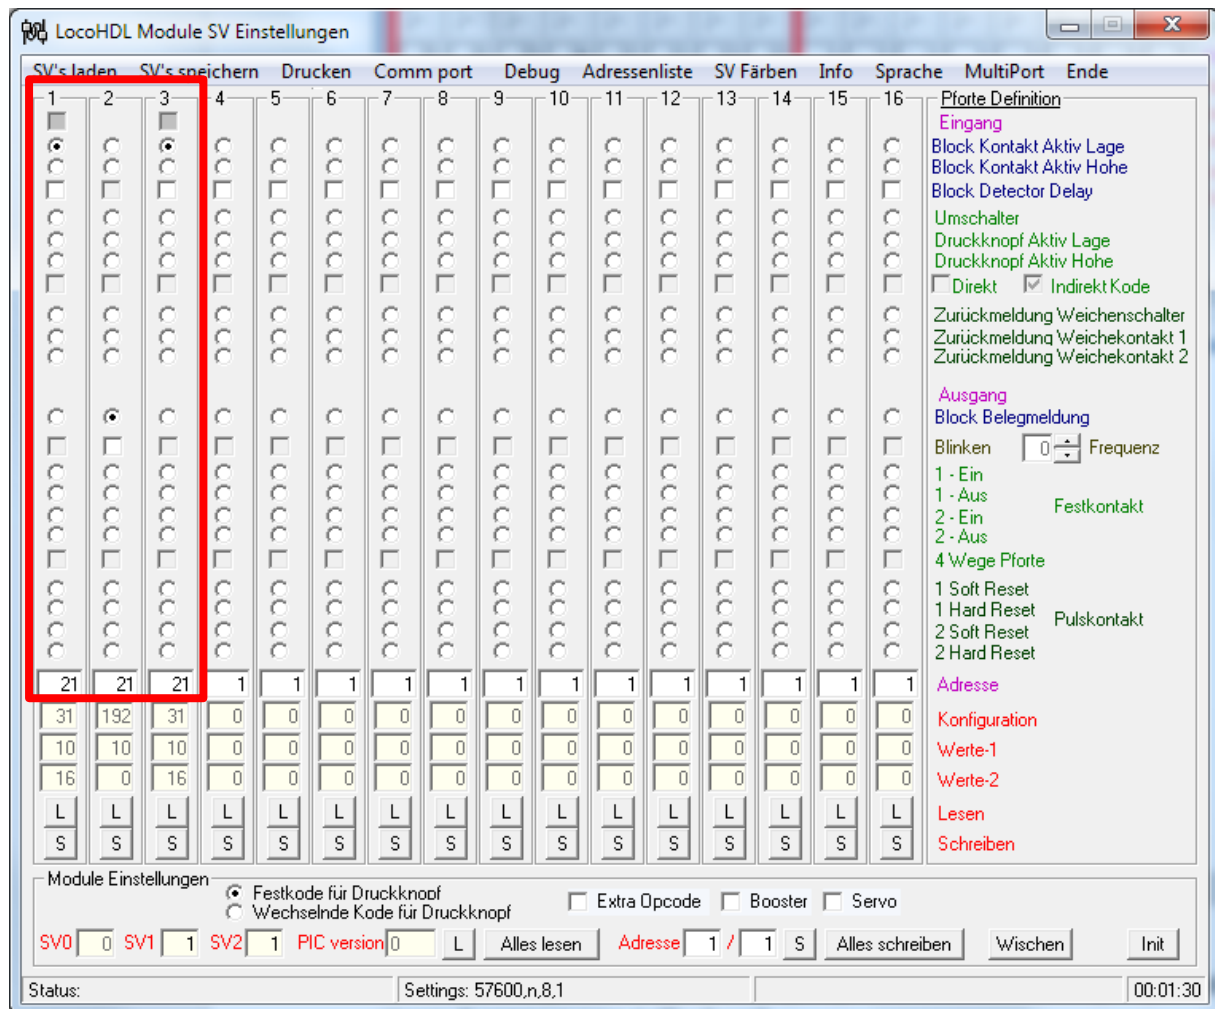 LocoHDL Module SV Einstellungen
SV's laden SV's speichern Drucken Comm port Debug Adressenliste SV Färben Info Sprache MultiPort Ende
1 2 3 4 5 6 7 8 9 10 11 12 13 14 15 16 Pforte Definition
Eingang
Block Kontakt Aktiv Lage
Block Kontakt Aktiv Hohe
Block Detector Delay
Umschalter
Druckknopf Aktiv Lage
Druckknopf Aktiv Hohe
Direkt Indirekt Kode
Zurückmeldung Weichenschalter
Zurückmeldung Weichekontakt 1
Zurückmeldung Weichekontakt 2
Ausgang
Block Belegmeldung
Blinken 0 Frequenz
1 - Ein
1 - Aus
Festkontakt
2 - Ein
2 - Aus
4 Wege Pforte
1 Soft Reset
1 Hard Reset
Pulskontakt
2 Soft Reset
2 Hard Reset
21 21 21 1 1 1 1 1 1 1 1 1 1 1 1 1 Adresse
31 192 31 0 0 0 0 0 0 0 0 0 0 0 0 0 Konfiguration
10 10 10 0 0 0 0 0 0 0 0 0 0 0 0 0 Werte-1
16 0 16 0 0 0 0 0 0 0 0 0 0 0 0 0 Werte-2
L L L L L L L L L L L L L L L L Lesen
S S S S S S S S S S S S S S S S Schreiben
Module Einstellungen
Festkode für Druckknopf
Wechselnde Kode für Druckknopf
Extra Opcode Booster Servo
SV0 0 SV1 1 SV2 1 PIC version 0 L Alles lesen Adresse 1 / 1 S Alles schreiben Wischen Init
Status: Settings: 57600,n,8,1 00:01:30